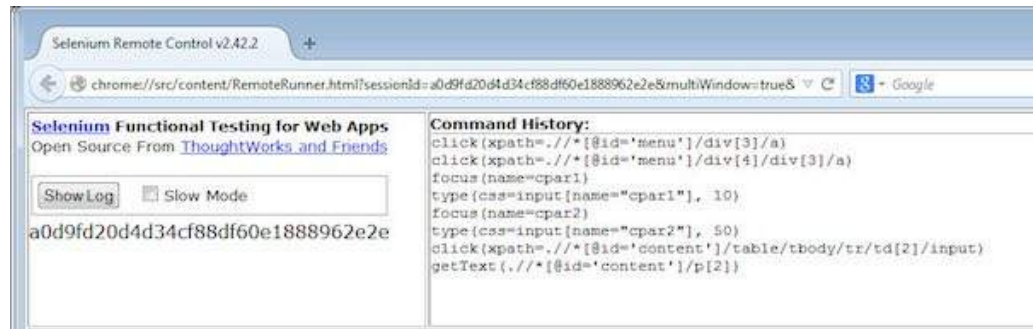 Selenium Remote Control v2.42.2
chrome://src/content/RemoteRunner.html?sessionId=a0d9fd20d4d34cf88df60e1888962e2e&multiWindow=true&
Google
Selenium Functional Testing for Web Apps
Open Source From ThoughtWorks and Friends
Show Log Slow Mode
a0d9fd20d4d34cf88df60e1888962e2e
Command History:
click(xpath=.//*[@id='menu']/div[3]/a)
click(xpath=.//*[@id='menu']/div[4]/div[3]/a)
focus(name=cpar1)
type(css=input[name="cpar1"], 10)
focus(name=cpar2)
type(css=input[name="cpar2"], 50)
click(xpath=.//*[@id='content']/table/tbody/tr/td[2]/input)
getText(.//*[@id='content']/p[2])